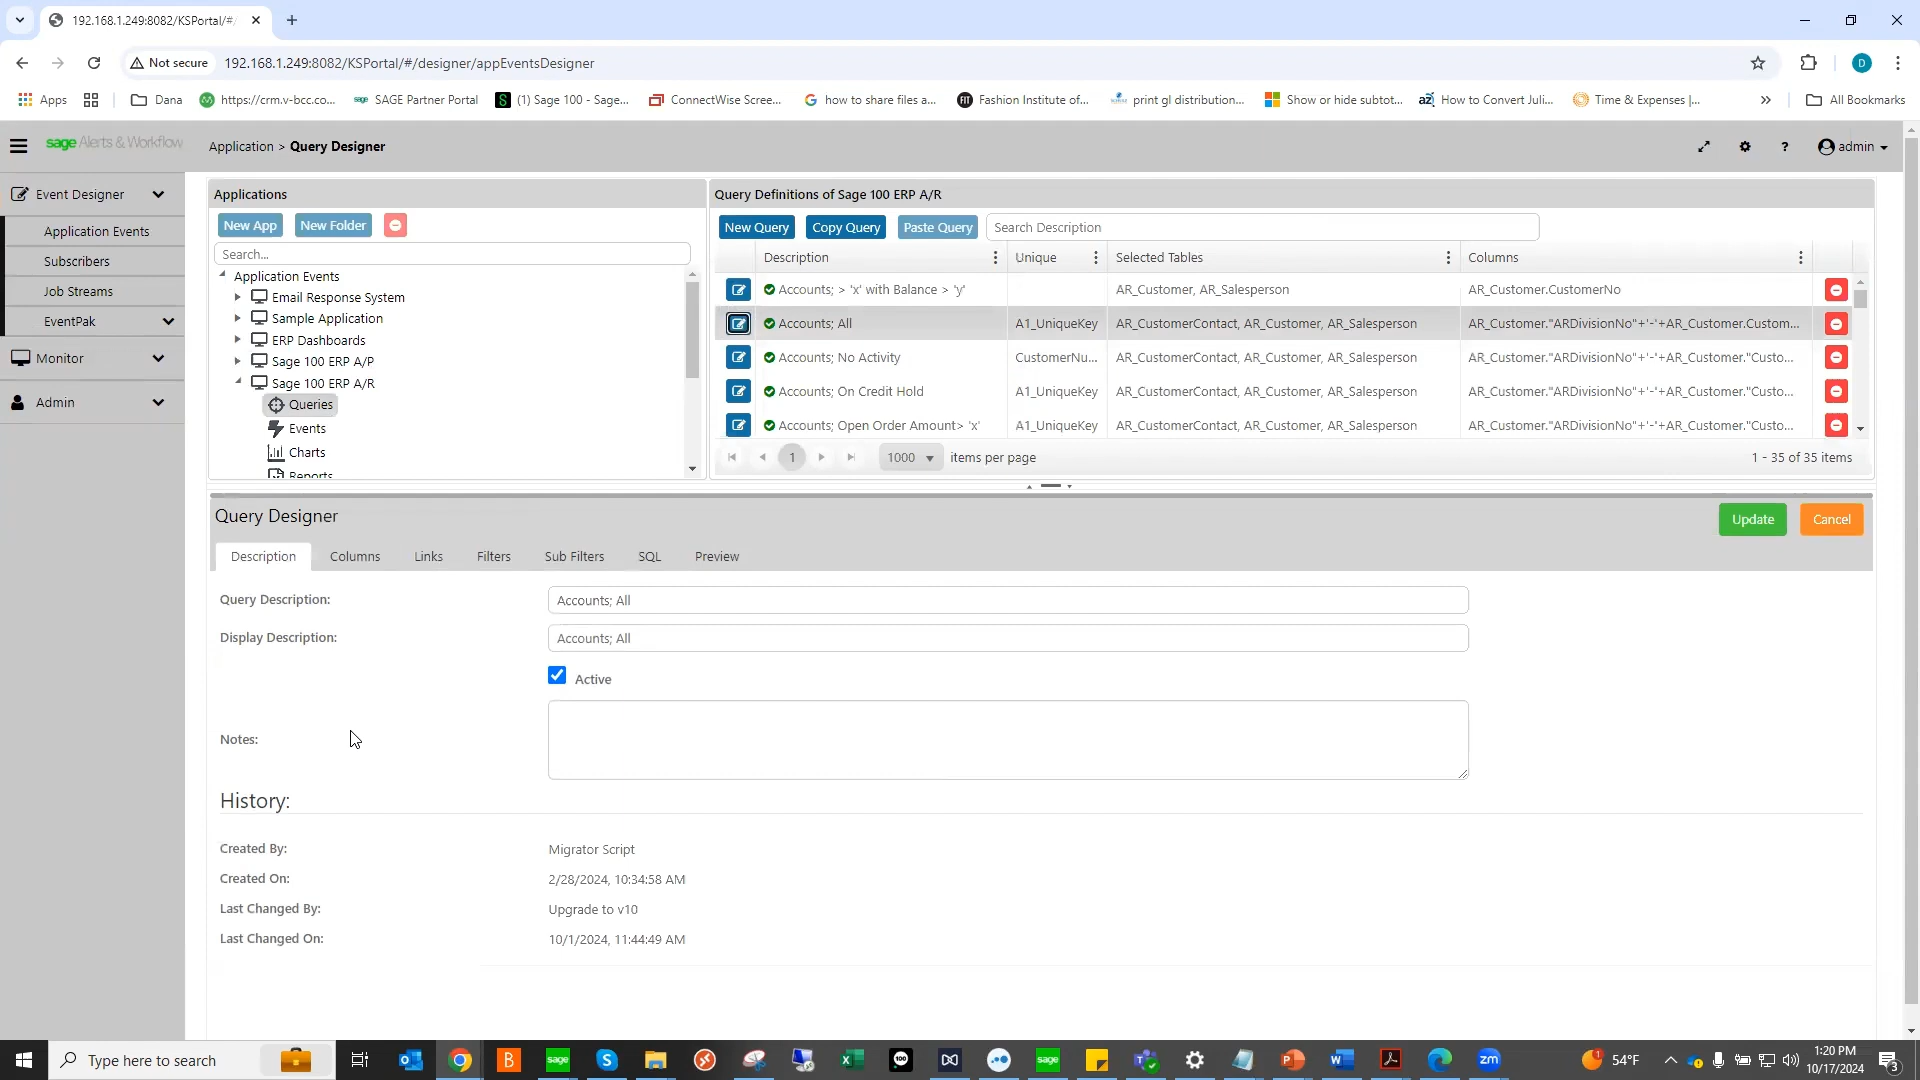 192.168.1.249:8082/KSPortal/#/
Not secure
192.168.1.249:8082/KSPortal/#/designer/appEventsDesigner
D
Apps
Dana
https://crm.v-bcc.co...
sage
SAGE Partner Portal
S
(1) Sage 100 - Sage...
ConnectWise Scree...
how to share files a...
FIT
Fashion Institute of...
print gl distribution...
Show or hide subtot...
How to Convert Juli...
Time & Expenses |...
All Bookmarks
sage Alerts & Workflow
Application > Query Designer
?
admin
Event Designer
Application Events
Subscribers
Job Streams
EventPak
Monitor
Admin
Applications
New App
New Folder
Search...
Application Events
Email Response System
Sample Application
ERP Dashboards
Sage 100 ERP A/P
Sage 100 ERP A/R
Queries
Events
Charts
Reports
Query Definitions of Sage 100 ERP A/R
New Query
Copy Query
Paste Query
Search Description
Description
Unique
Selected Tables
Columns
Accounts; > 'x' with Balance > 'y'
AR_Customer, AR_Salesperson
AR_Customer.CustomerNo
Accounts; All
A1_UniqueKey
AR_CustomerContact, AR_Customer, AR_Salesperson
AR_Customer."ARDivisionNo"+'-'+AR_Customer.Custom...
Accounts; No Activity
CustomerNu...
AR_CustomerContact, AR_Customer, AR_Salesperson
AR_Customer."ARDivisionNo"+'-'+AR_Customer."Custo...
Accounts; On Credit Hold
A1_UniqueKey
AR_CustomerContact, AR_Customer, AR_Salesperson
AR_Customer."ARDivisionNo"+'-'+AR_Customer."Custo...
Accounts; Open Order Amount> 'x'
A1_UniqueKey
AR_CustomerContact, AR_Customer, AR_Salesperson
AR_Customer."ARDivisionNo"+'-'+AR_Customer."Custo...
1
1000
items per page
1 - 35 of 35 items
Query Designer
Update
Cancel
Description
Columns
Links
Filters
Sub Filters
SQL
Preview
Query Description:
Accounts; All
Display Description:
Accounts; All
Active
Notes:
History:
Created By:
Migrator Script
Created On:
2/28/2024, 10:34:58 AM
Last Changed By:
Upgrade to v10
Last Changed On:
10/1/2024, 11:44:49 AM
Type here to search
B
sage
S
100
sage
zm
1
54°F
1:20 PM
10/17/2024
3